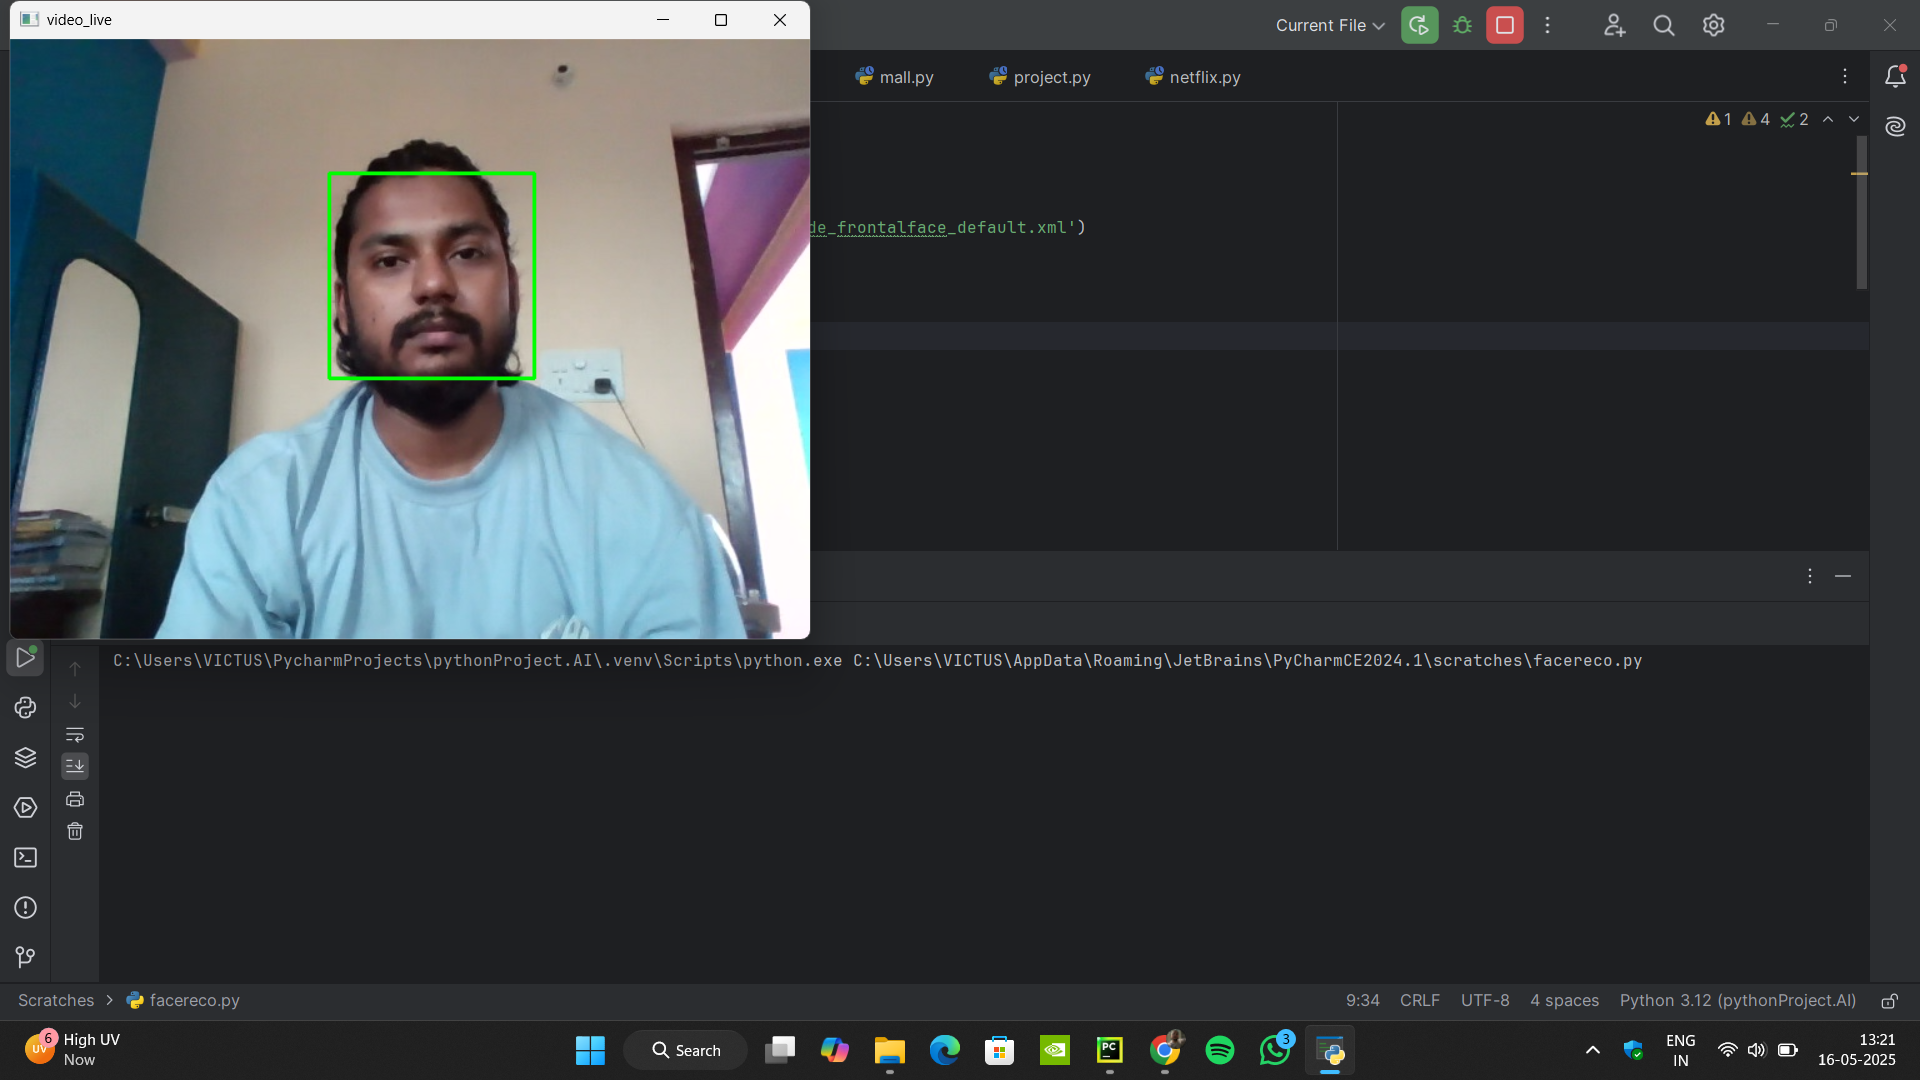 video_live
Current File
mall.py
project.py
netflix.py
1 4 2
de_frontalface_default.xml')
C:\Users\VICTUS\PycharmProjects\pythonProject.AI\.venv\Scripts\python.exe C:\Users\VICTUS\AppData\Roaming\JetBrains\PyCharmCE2024.1\scratches\facereco.py
Scratches > facereco.py
9:34 CRLF UTF-8 4 spaces Python 3.12 (pythonProject.AI)
UV
6
High UV
Now
Search
PC
3
ENG
IN
13:21
16-05-2025